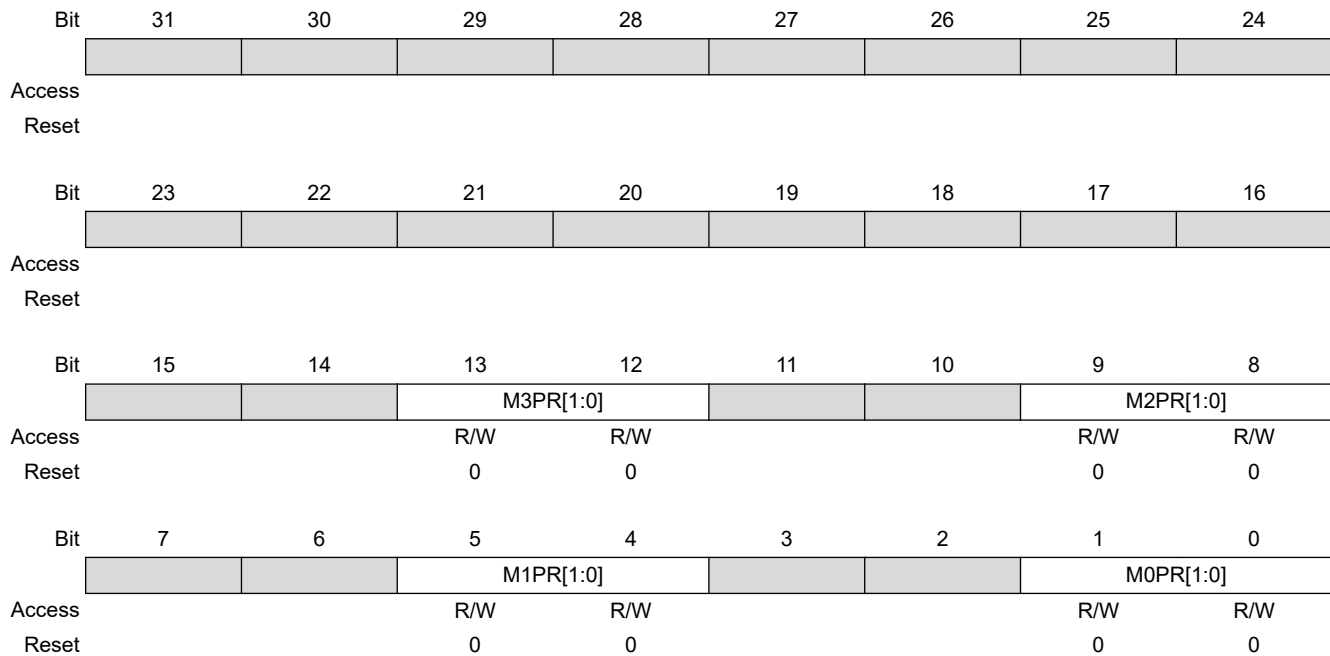 Bit 31 30 29 28 27 26 25 24
Access
Reset
Bit 23 22 21 20 19 18 17 16
Access
Reset
Bit 15 14 13 12 11 10 9 8
M3PR[1:0] M2PR[1:0]
Access R/W R/W R/W R/W
Reset 0 0 0 0
Bit 7 6 5 4 3 2 1 0
M1PR[1:0] M0PR[1:0]
Access R/W R/W R/W R/W
Reset 0 0 0 0